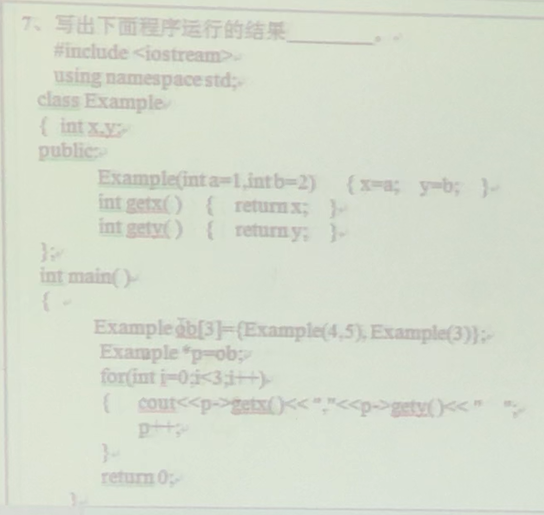 7、写出下面程序运行的结果________。
#include <iostream>
using namespace std;
class Example
{ int x,y;
public:
Example(int a=1,int b=2) { x=a; y=b; }
int getx( ) { return x; }
int gety( ) { return y; }
};
int main( )
{
Example ob[3]={Example(4,5), Example(3)};
Example *p=ob;
for(int i=0;i<3;i++)
{ cout<<p->getx()<< ","<<p->gety()<< " ";
p++;
}
return 0;
}